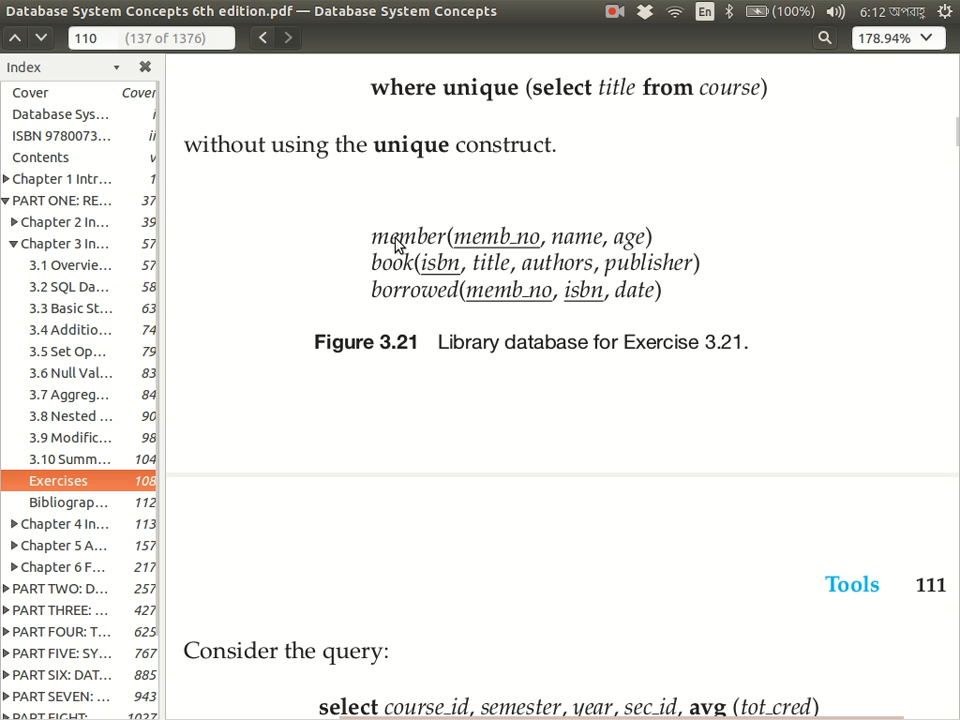 Database System Concepts 6th edition.pdf — Database System Concepts
En
(100%)
6:12 অপরাহ্ণ
110 (137 of 1376)
178.94%
Index
Cover Cover
Database Sys... i
ISBN 9780073... ii
Contents v
Chapter 1 Intr... 1
PART ONE: RE... 37
Chapter 2 In... 39
Chapter 3 In... 57
3.1 Overvie... 57
3.2 SQL Da... 58
3.3 Basic St... 63
3.4 Additio... 74
3.5 Set Op... 79
3.6 Null Val... 83
3.7 Aggreg... 84
3.8 Nested ... 90
3.9 Modific... 98
3.10 Summ... 104
Exercises 108
Bibliograp... 112
Chapter 4 In... 113
Chapter 5 A... 157
Chapter 6 F... 217
PART TWO: D... 257
PART THREE: ... 427
PART FOUR: T... 625
PART FIVE: SY... 767
PART SIX: DAT... 885
PART SEVEN: ... 943
PART EIGHT: 1027
where unique (select title from course)
without using the unique construct.
member(memb_no, name, age)
book(isbn, title, authors, publisher)
borrowed(memb_no, isbn, date)
Figure 3.21 Library database for Exercise 3.21.
Tools 111
Consider the query:
select course_id, semester, year, sec_id, avg (tot_cred)